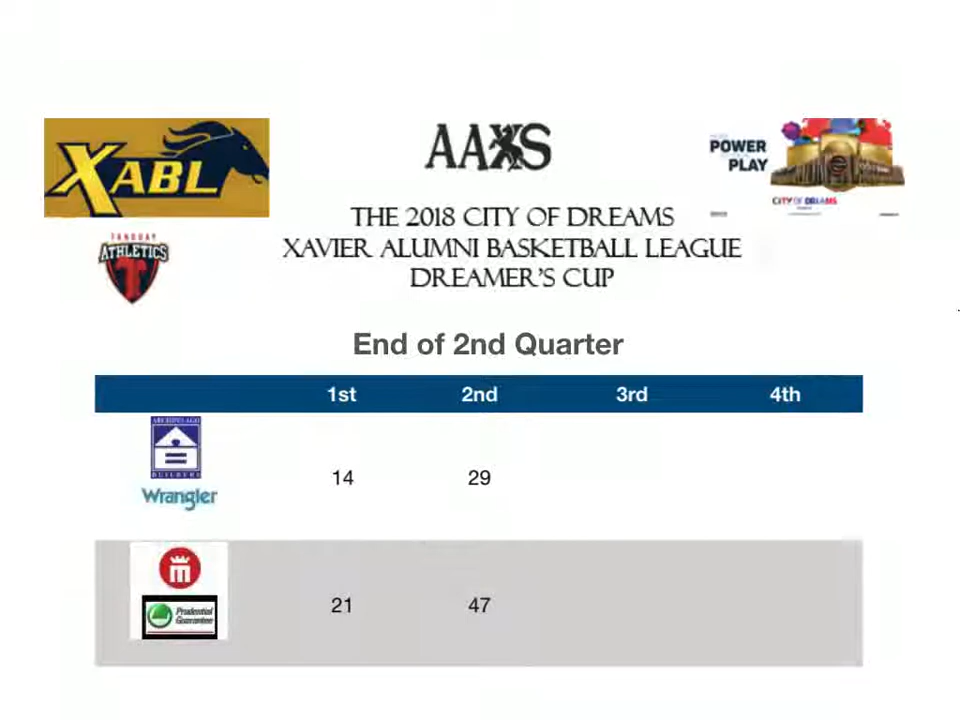 AAXS
XABL
POWER
PLAY
CITY OF DREAMS
THE 2018 CITY OF DREAMS
XAVIER ALUMNI BASKETBALL LEAGUE
DREAMER'S CUP
TANDUAY
ATHLETICS
End of 2nd Quarter
1st 2nd 3rd 4th
ARCHIPELAGO
BUILDERS
Wrangler
14 29
Prudential
Guarantee
21 47